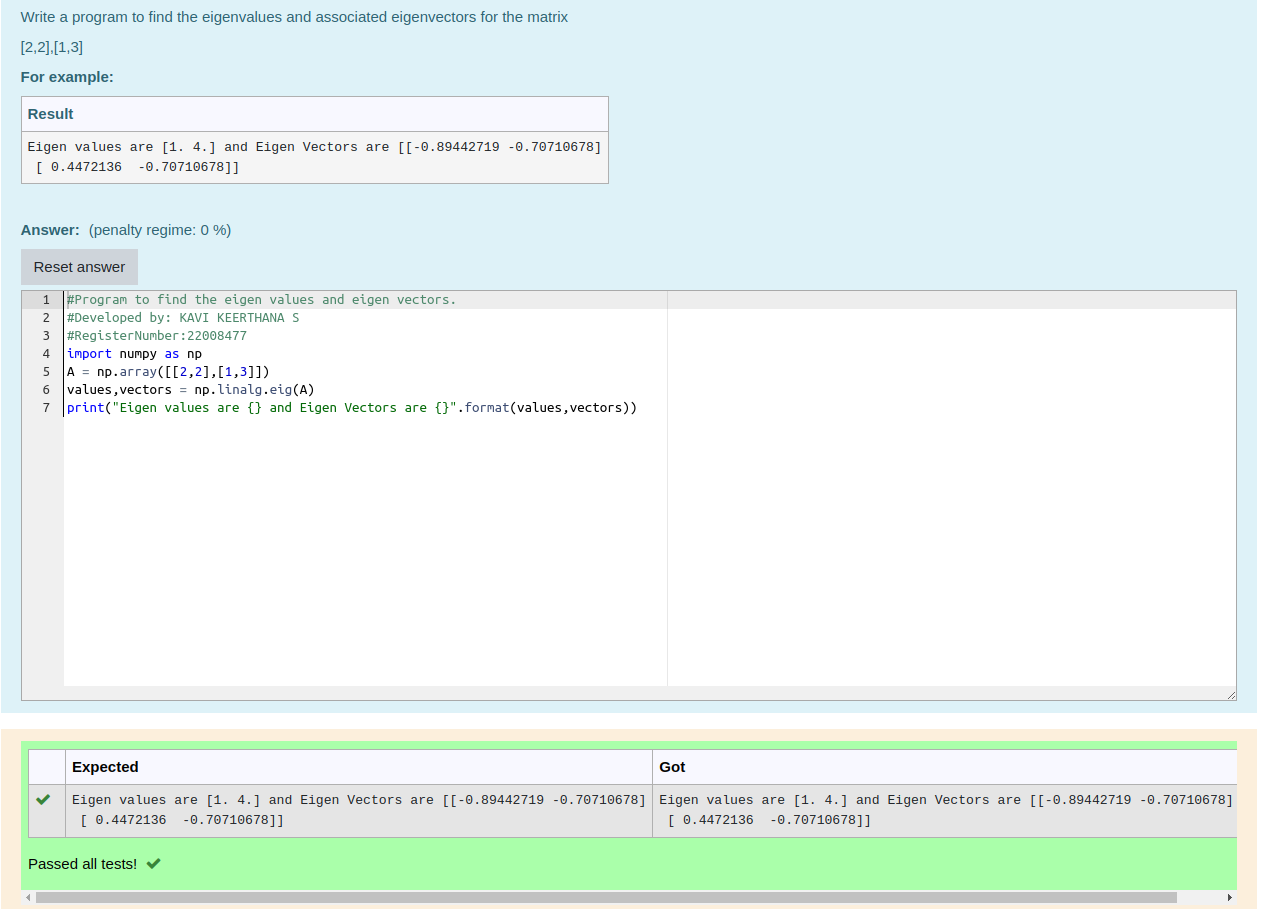 Write a program to find the eigenvalues and associated eigenvectors for the matrix
[2,2],[1,3]
For example:
Result
Eigen values are [1. 4.] and Eigen Vectors are [[-0.89442719 -0.70710678]
 [ 0.4472136  -0.70710678]]
Answer: (penalty regime: 0 %)
Reset answer
1 #Program to find the eigen values and eigen vectors.
2 #Developed by: KAVI KEERTHANA S
3 #RegisterNumber:22008477
4 import numpy as np
5 A = np.array([[2,2],[1,3]])
6 values,vectors = np.linalg.eig(A)
7 print("Eigen values are {} and Eigen Vectors are {}".format(values,vectors))
Expected Got
Eigen values are [1. 4.] and Eigen Vectors are [[-0.89442719 -0.70710678] Eigen values are [1. 4.] and Eigen Vectors are [[-0.89442719 -0.70710678]
 [ 0.4472136  -0.70710678]] [ 0.4472136  -0.70710678]]
Passed all tests!